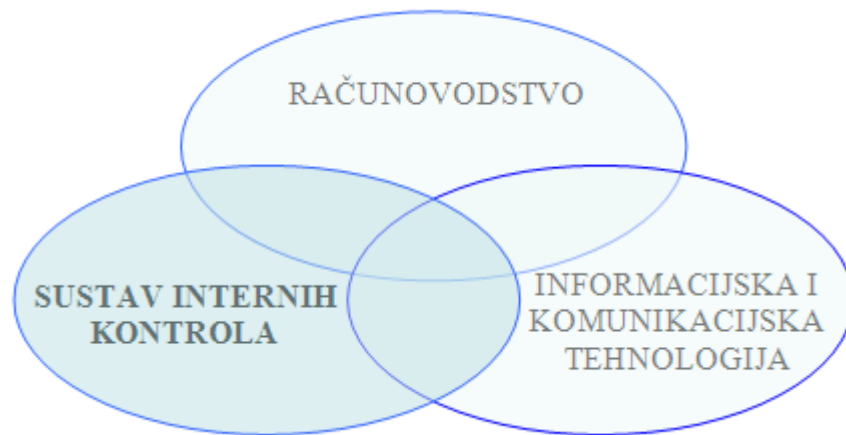 RAČUNOVODSTVO
SUSTAV INTERNIH
KONTROLA
INFORMACIJSKA I
KOMUNIKACIJSKA
TEHNOLOGIJA